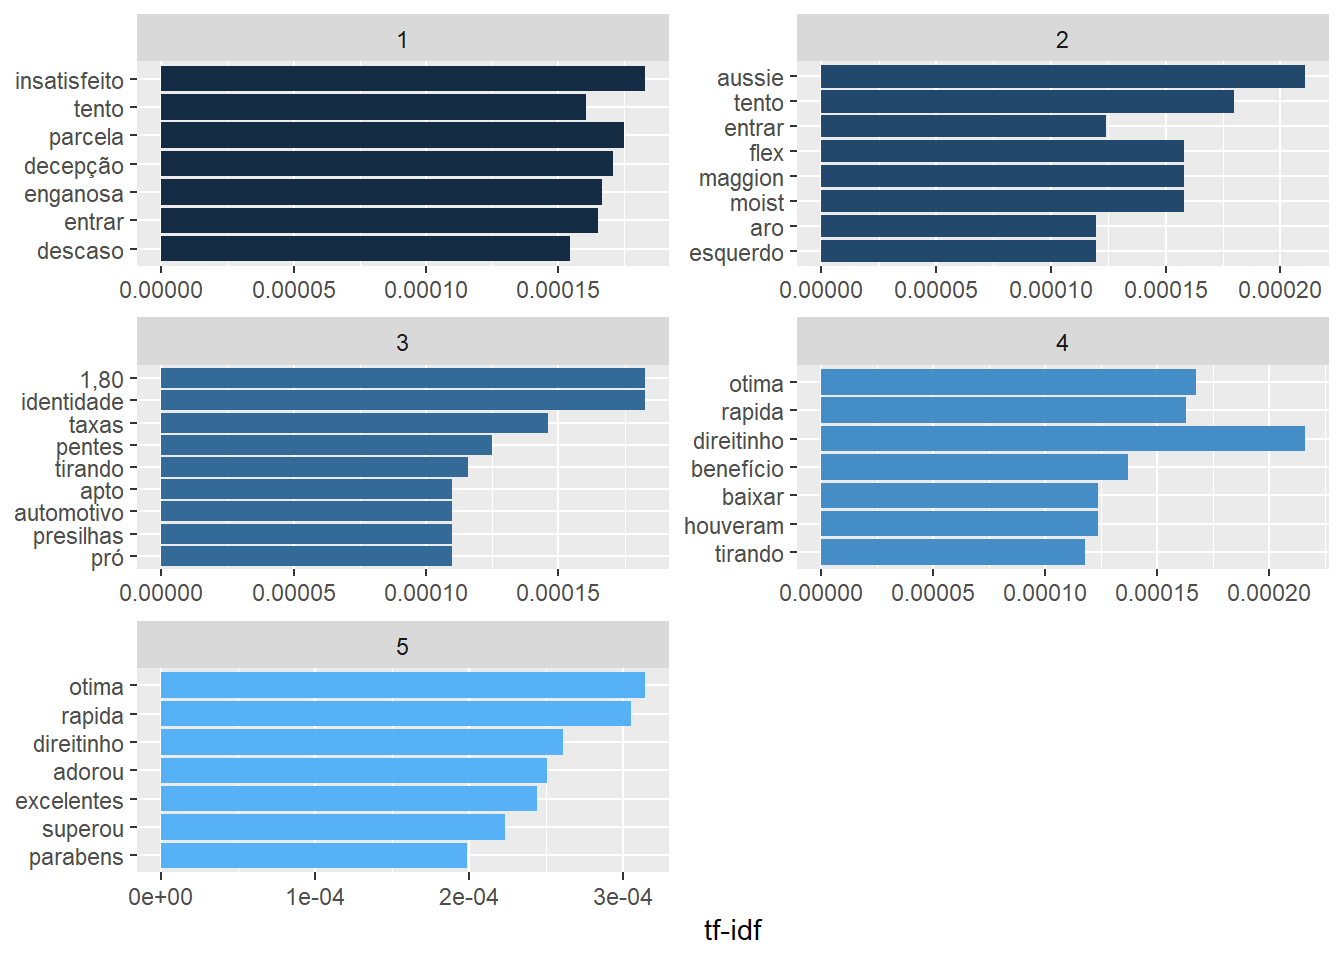 1
insatisfeito
tento
parcela
decepção
enganosa
entrar
descaso
0.00000 0.00005 0.00010 0.00015
2
aussie
tento
entrar
flex
maggion
moist
aro
esquerdo
0.00000 0.00005 0.00010 0.00015 0.00020
3
1,80
identidade
taxas
pentes
tirando
apto
automotivo
presilhas
pró
0.00000 0.00005 0.00010 0.00015
4
otima
rapida
direitinho
benefício
baixar
houveram
tirando
0.00000 0.00005 0.00010 0.00015 0.00020
5
otima
rapida
direitinho
adorou
excelentes
superou
parabens
0e+00 1e-04 2e-04 3e-04
tf-idf